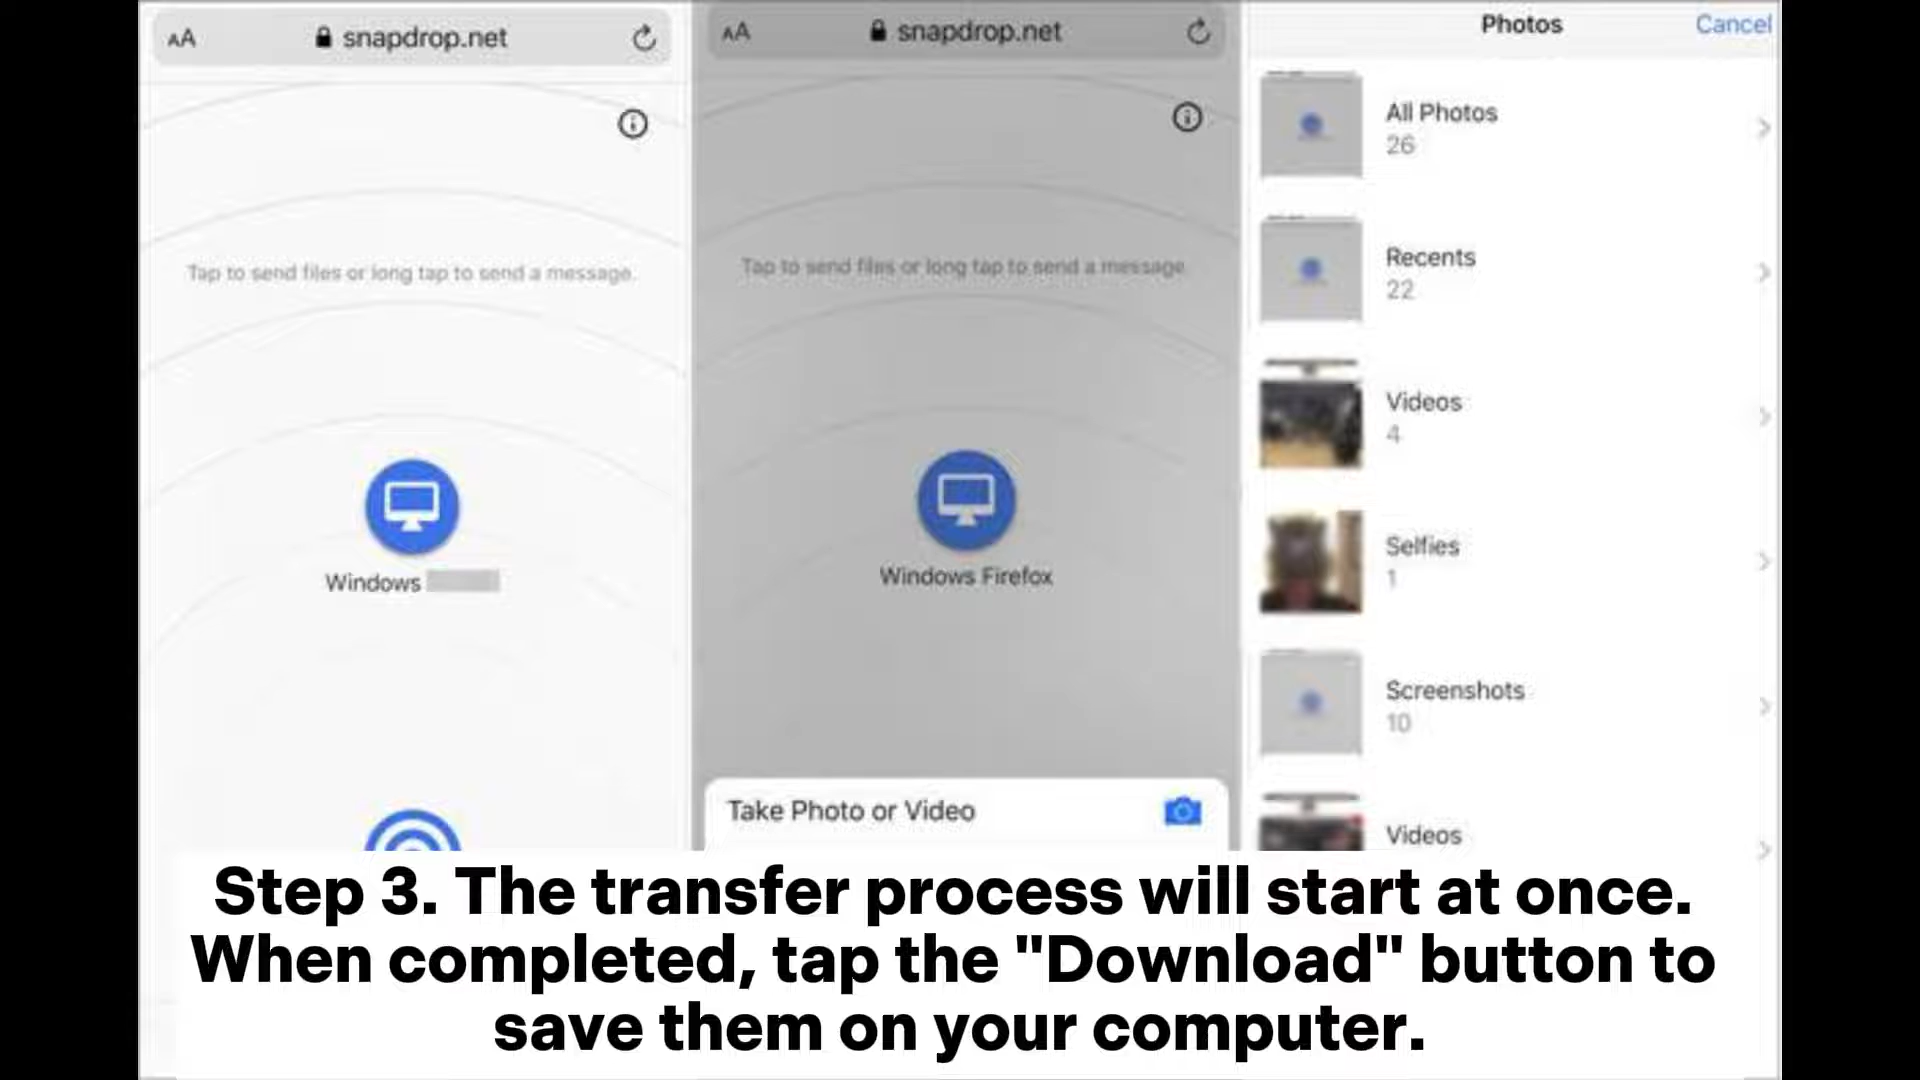 AA snapdrop.net
Tap to send files or long tap to send a message.
Windows
AA snapdrop.net
Tap to send files or long tap to send a message
Windows Firefox
Take Photo or Video
Photos Cancel
All Photos
26
Recents
22
Videos
4
Selfies
1
Screenshots
10
Videos
Step 3. The transfer process will start at once.
When completed, tap the "Download" button to
save them on your computer.